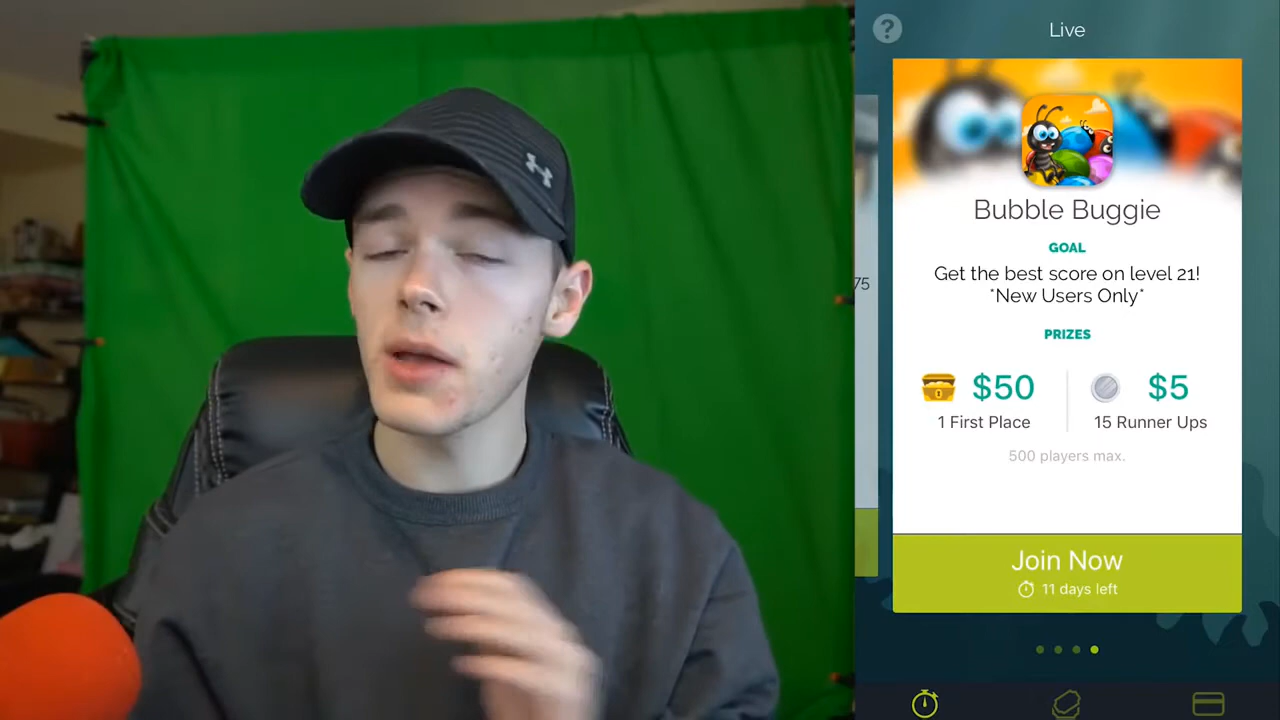 ?
Live
75
Bubble Buggie
GOAL
Get the best score on level 21!
*New Users Only*
PRIZES
$50
$5
1 First Place
15 Runner Ups
500 players max.
Join Now
11 days left